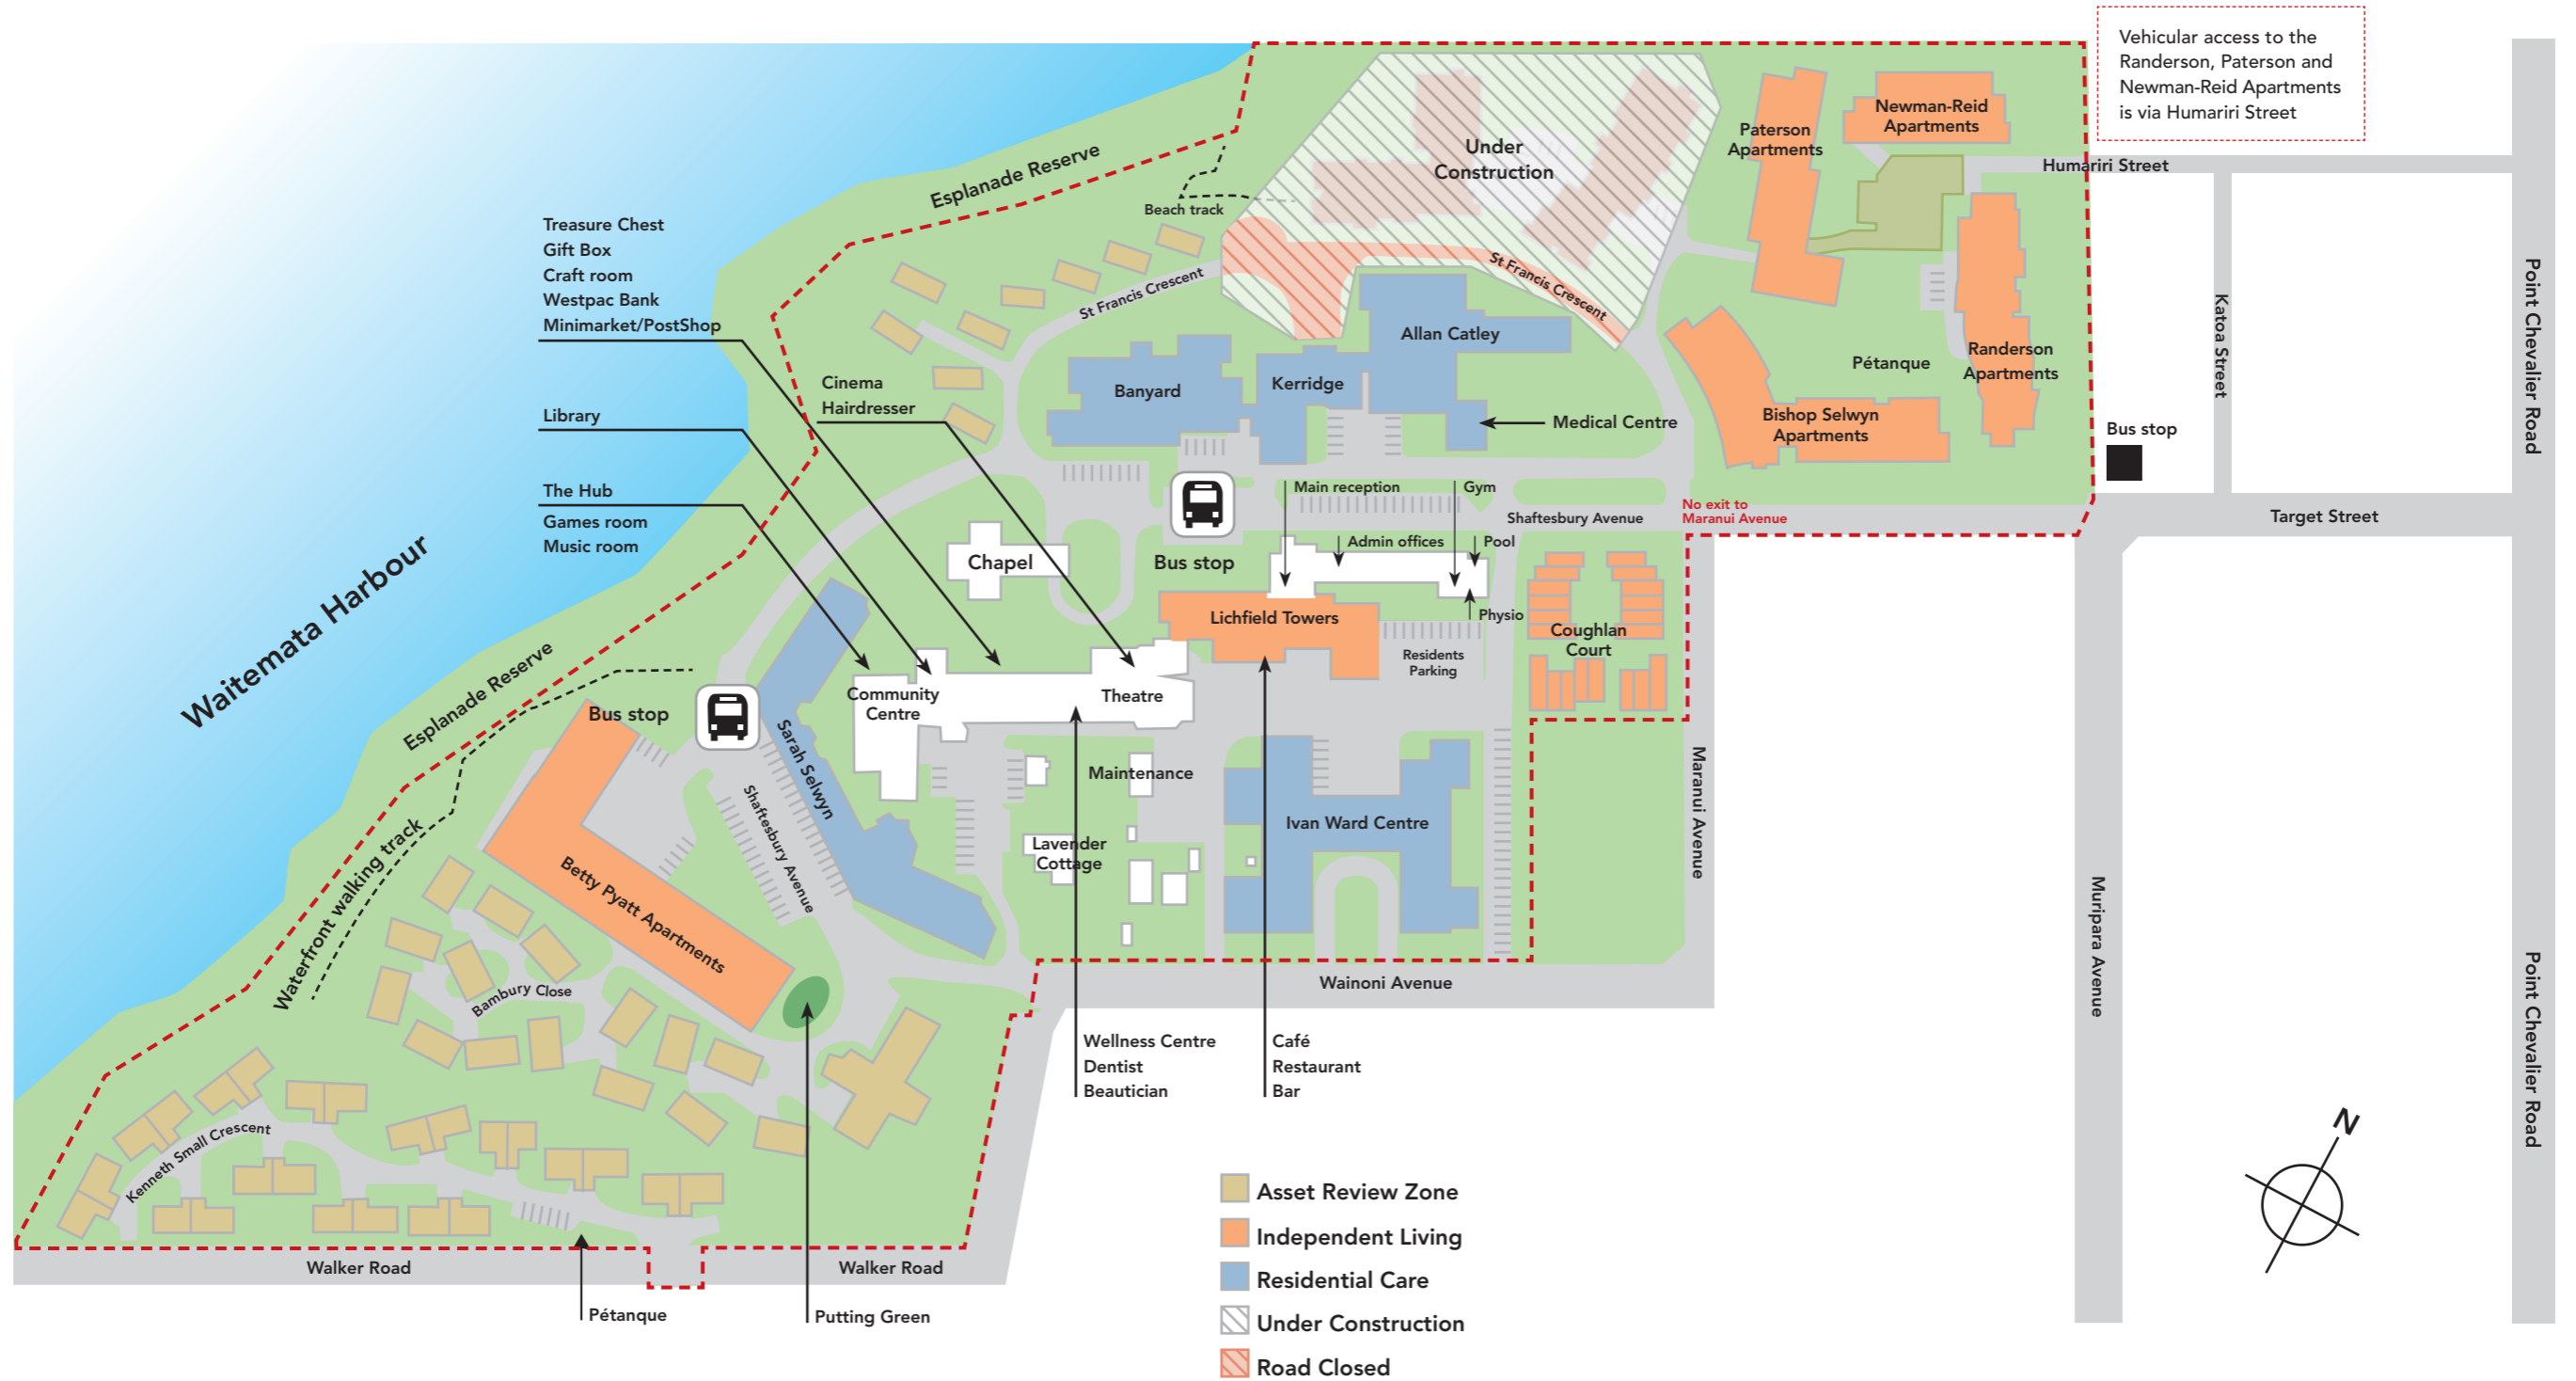 Vehicular access to the
Randerson, Paterson and
Newman-Reid Apartments
is via Humariri Street
Newman-Reid
Apartments
Paterson
Apartments
Under
Construction
Humariri Street
Esplanade Reserve
Beach track
St Francis Crescent
St Francis Crescent
Treasure Chest
Gift Box
Craft room
Westpac Bank
Minimarket/PostShop
Cinema
Hairdresser
Library
The Hub
Games room
Music room
Allan Catley
Banyard
Kerridge
Medical Centre
Pétanque
Randerson
Apartments
Bishop Selwyn
Apartments
Katoa Street
Point Chevalier Road
Bus stop
Main reception
Gym
Shaftesbury Avenue
No exit to
Maranui Avenue
Target Street
Admin offices
Pool
Chapel
Bus stop
Lichfield Towers
Physio
Coughlan
Court
Residents
Parking
Waitemata Harbour
Esplanade Reserve
Bus stop
Community
Centre
Theatre
Sarah Selwyn
Shaftesbury Avenue
Maintenance
Lavender
Cottage
Ivan Ward Centre
Maranui Avenue
Muripara Avenue
Point Chevalier Road
Waterfront walking track
Betty Pyatt Apartments
Bambury Close
Wainoni Avenue
Wellness Centre
Dentist
Beautician
Café
Restaurant
Bar
Kenneth Small Crescent
N
Walker Road
Walker Road
Pétanque
Putting Green
Asset Review Zone
Independent Living
Residential Care
Under Construction
Road Closed